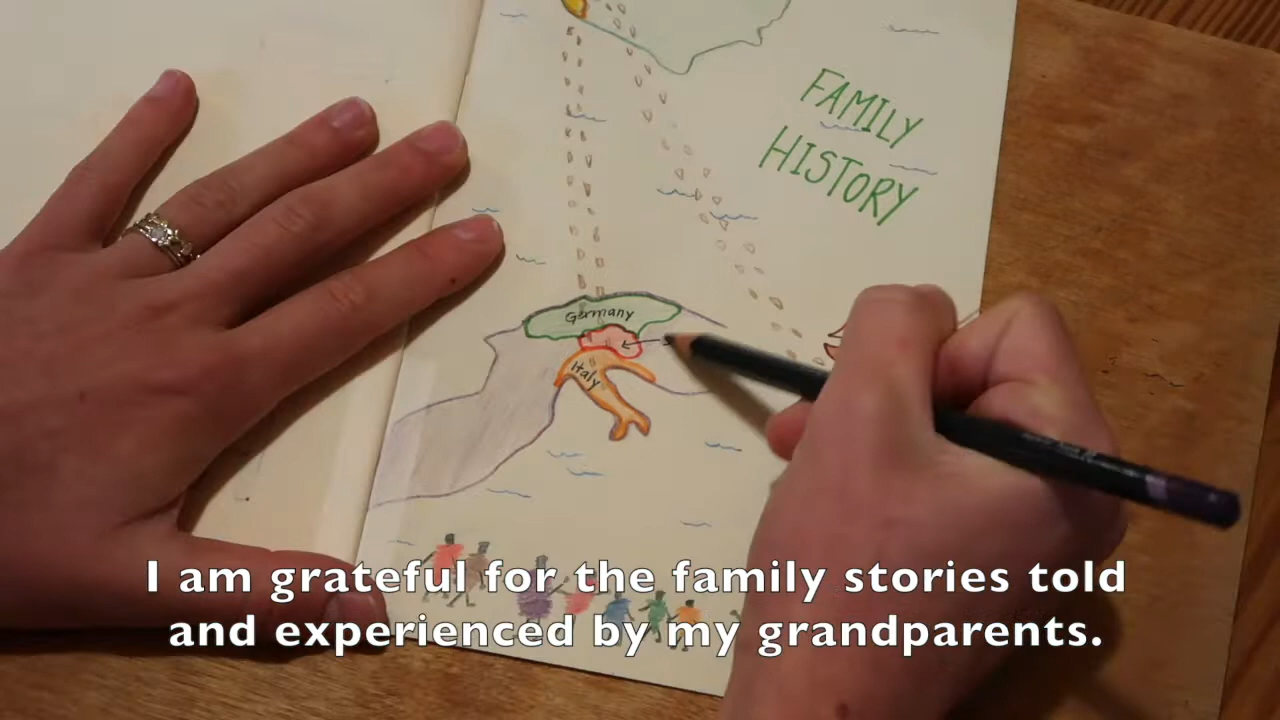 FAMILY
HISTORY
Germany
Italy
I am grateful for the family stories told
and experienced by my grandparents.